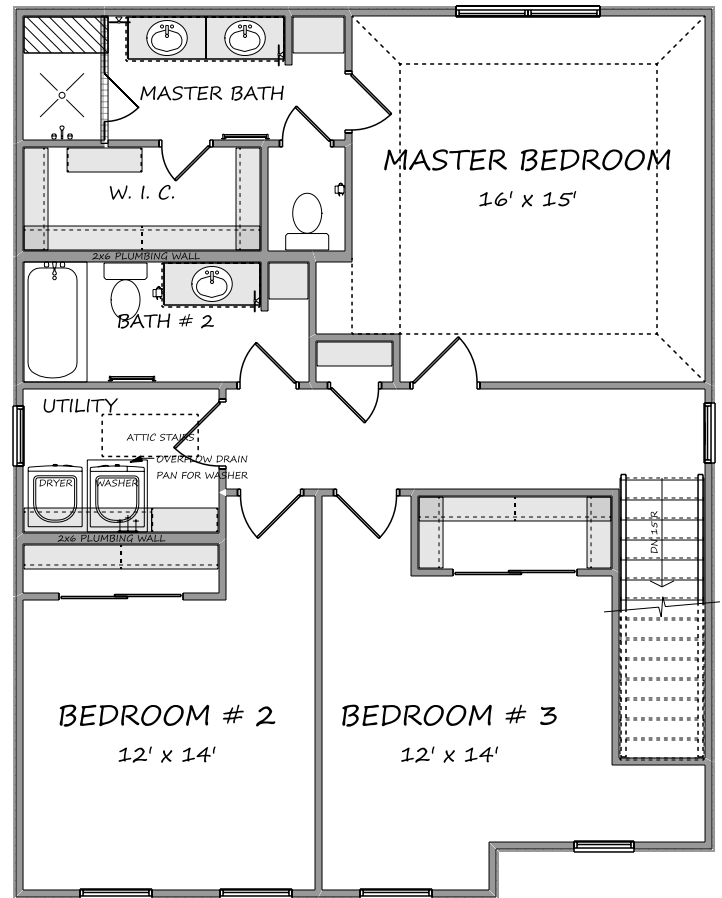 MASTER BATH
MASTER BEDROOM
16' x 15'
W. I. C.
2x6 PLUMBING WALL
BATH # 2
UTILITY
ATTIC STAIRS
OVERFLOW DRAIN
PAN FOR WASHER
DRYER
WASHER
DN 15 R
2x6 PLUMBING WALL
BEDROOM # 2
12' x 14'
BEDROOM # 3
12' x 14'